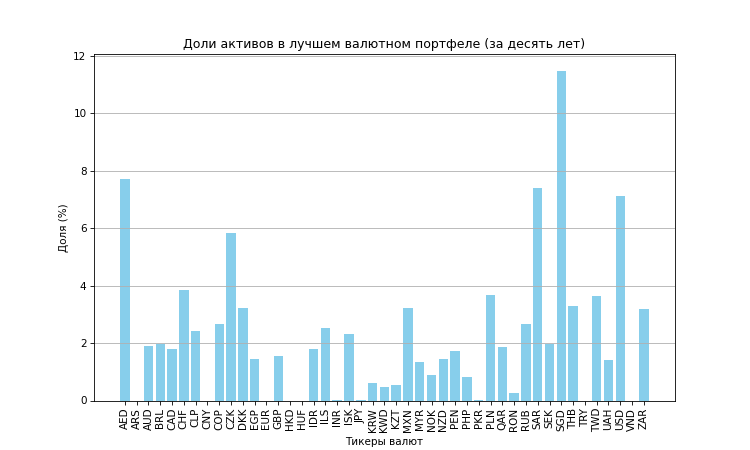 Доли активов в лучшем валютном портфеле (за десять лет)
12
10
8
6
4
2
0
Доля (%)
AED
ARS
AUD
BRL
CAD
CHF
CLP
CNY
COP
CZK
DKK
EGP
EUR
GBP
HKD
HUF
IDR
ILS
INR
ISK
JPY
KRW
KWD
KZT
MXN
MYR
NOK
NZD
PEN
PHP
PKR
PLN
QAR
RON
RUB
SAR
SEK
SGD
THB
TRY
TWD
UAH
USD
VND
ZAR
Тикеры валют